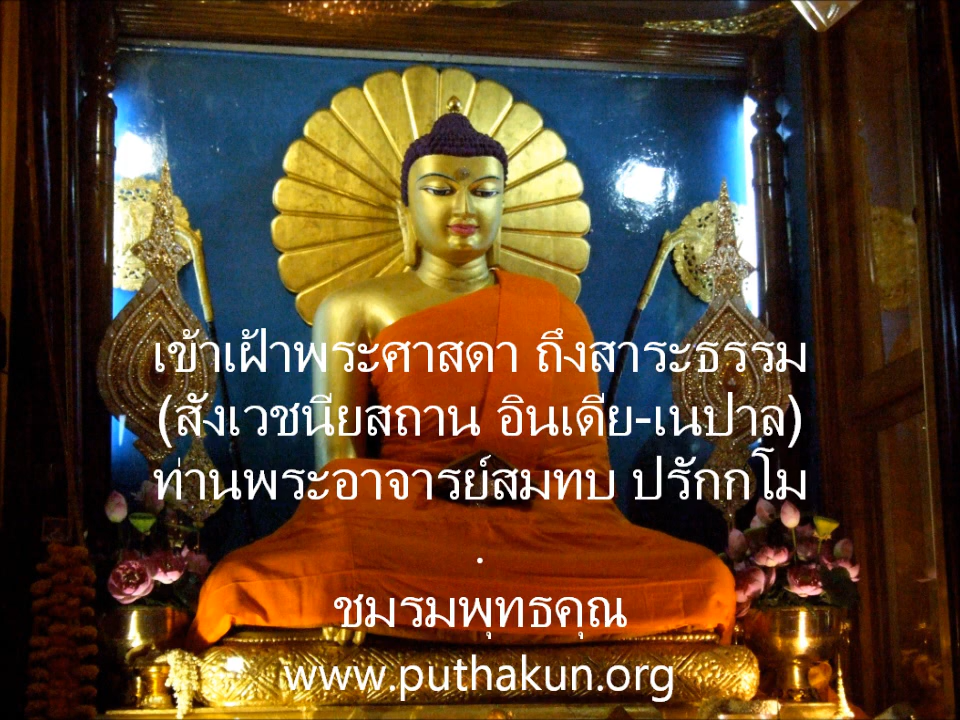 เข้าเฝ้าพระศาสดา ถึงสาระธรรม
(สังเวชนียสถาน อินเดีย-เนปาล)
ท่านพระอาจารย์สมทบ ปรักกโม
.
ชมรมพุทธคุณ
www.puthakun.org